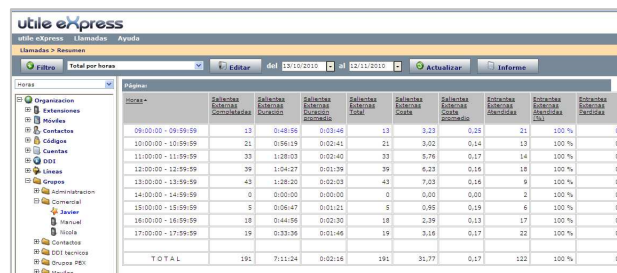 utile eXpress
utile eXpress Llamadas Ayuda
Llamadas > Resumen
Filtro Total por horas Editar del 13/10/2010 al 12/11/2010 Actualizar Informe
Horas
Página:
Organizacion
Extensiones
Móviles
Contactos
Códigos
Cuentas
DDI
Líneas
Grupos
Administracion
Comercial
Javier
Manuel
Nicola
Contactos
DDI tecnicos
Grupos PBX
Moviles
Horas Salientes Externas Completadas Salientes Externas Duración Salientes Externas Duración promedio Salientes Externas Total Salientes Externas Coste Salientes Externas Coste promedio Entrantes Externas Atendidas Entrantes Externas Atendidas (%) Entrantes Externas Perdidas
09:00:00 - 09:59:59 13 0:48:56 0:03:46 13 3,23 0,25 21 100 %
10:00:00 - 10:59:59 21 0:56:19 0:02:41 21 3,02 0,14 13 100 %
11:00:00 - 11:59:59 33 1:28:03 0:02:40 33 5,76 0,17 14 100 %
12:00:00 - 12:59:59 39 1:04:27 0:01:39 39 6,23 0,16 18 100 %
13:00:00 - 13:59:59 43 1:28:20 0:02:03 43 7,03 0,16 9 100 %
14:00:00 - 14:59:59 0 0:00:00 0:00:00 0 0,00 0,00 2 100 %
15:00:00 - 15:59:59 5 0:06:47 0:01:21 5 0,95 0,19 6 100 %
16:00:00 - 16:59:59 18 0:44:56 0:02:30 18 2,39 0,13 17 100 %
17:00:00 - 17:59:59 19 0:33:36 0:01:46 19 3,16 0,17 22 100 %
TOTAL 191 7:11:24 0:02:16 191 31,77 0,17 122 100 %